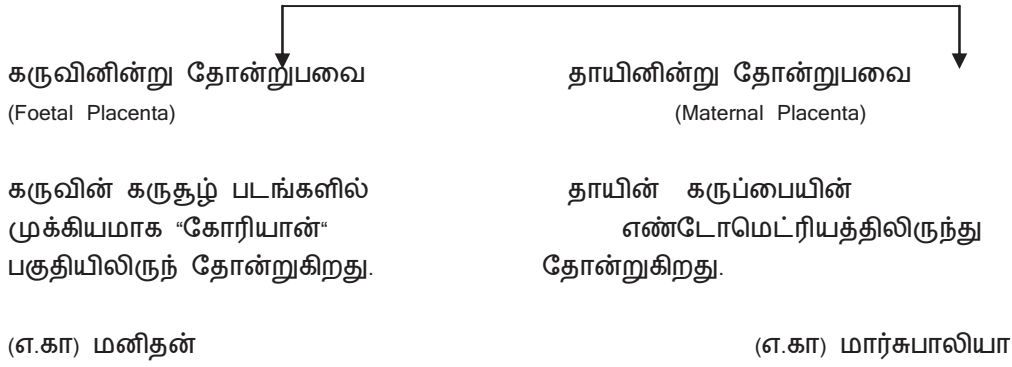 கருவினின்று தோன்றுபவை
(Foetal Placenta)
கருவின் கருசூழ் படங்களில்
முக்கியமாக “கோரியான்“
பகுதியிலிருந் தோன்றுகிறது.
(எ.கா) மனிதன்
தாயினின்று தோன்றுபவை
(Maternal Placenta)
தாயின் கருப்பையின்
எண்டோமெட்ரியத்திலிருந்து
தோன்றுகிறது.
(எ.கா) மார்சுபாலியா